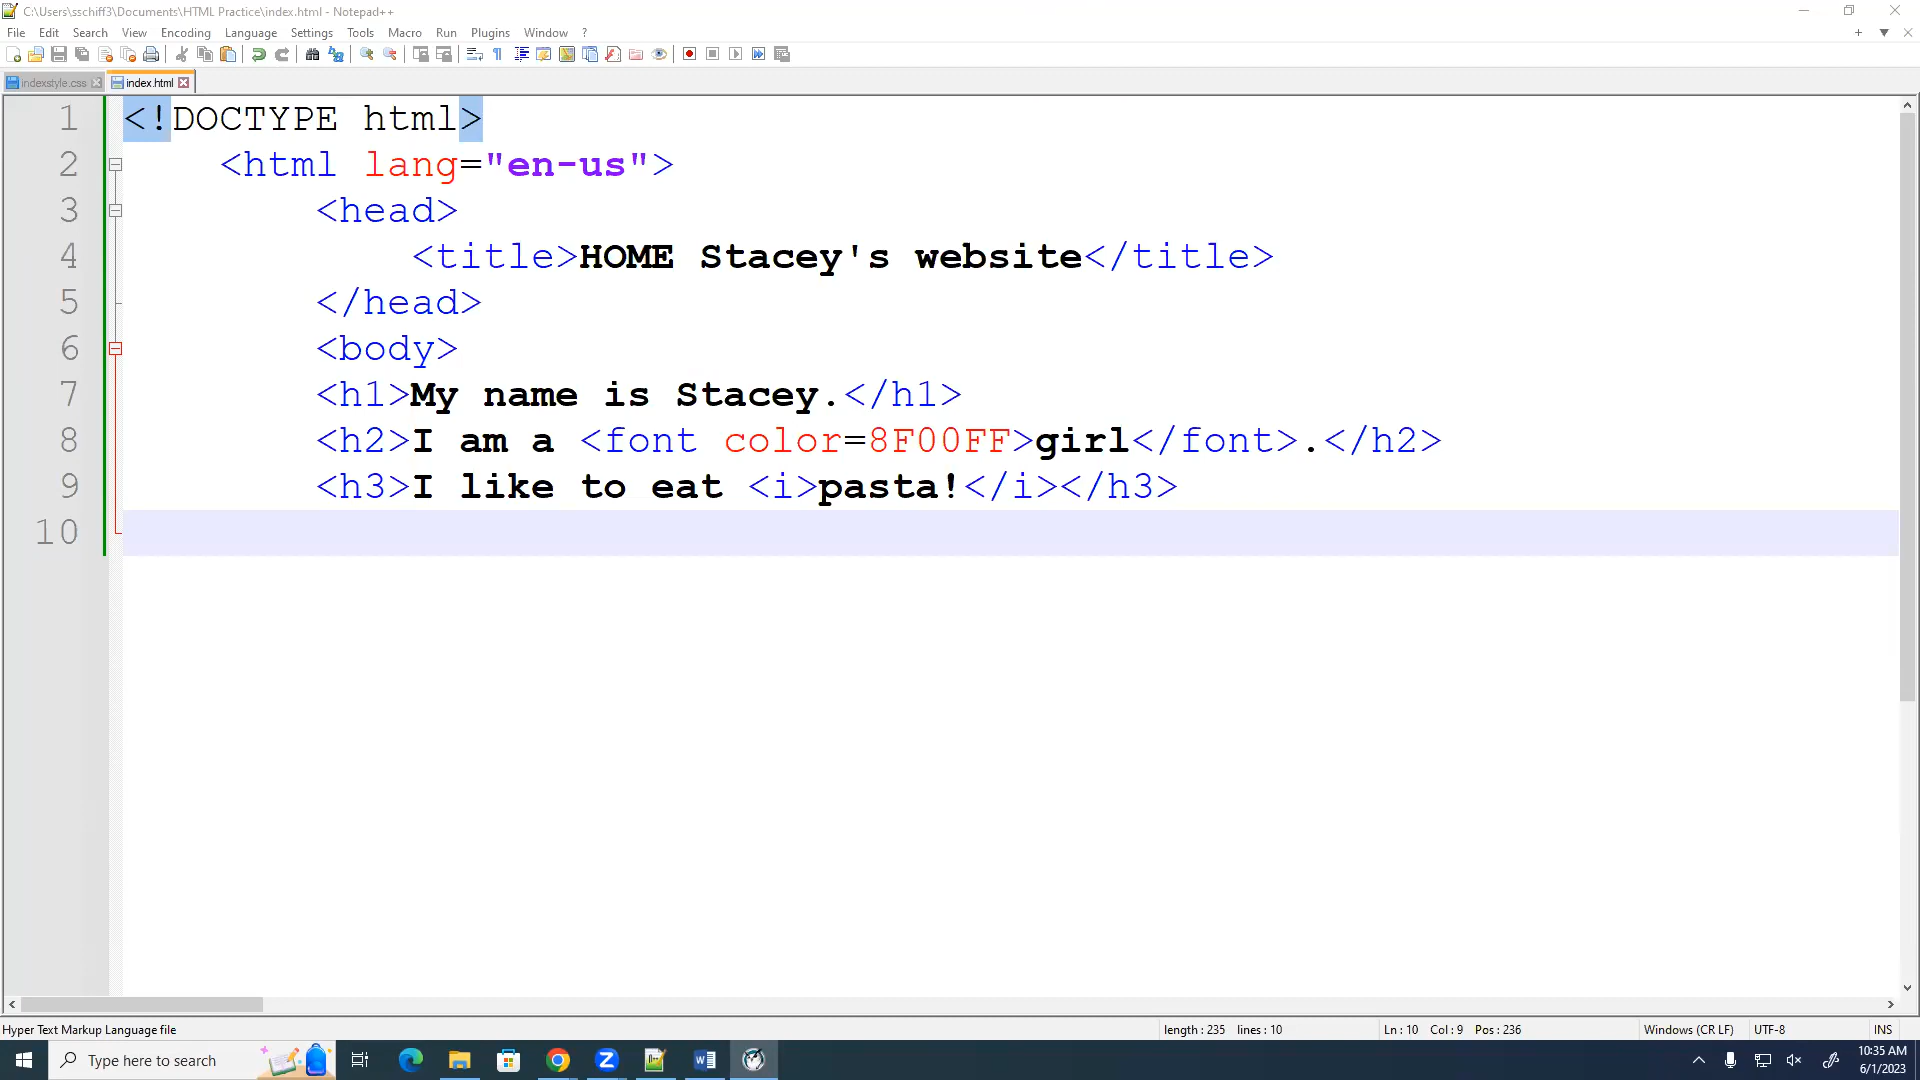 C:\Users\sschiff3\Documents\HTML Practice\index.html - Notepad++
File Edit Search View Encoding Language Settings Tools Macro Run Plugins Window ?
indexstyle.css index.html
1 <!DOCTYPE html>
2 <html lang="en-us">
3 <head>
4 <title>HOME Stacey's website</title>
5 </head>
6 <body>
7 <h1>My name is Stacey.</h1>
8 <h2>I am a <font color=8F00FF>girl</font>.</h2>
9 <h3>I like to eat <i>pasta!</i></h3>
10
Hyper Text Markup Language file length : 235 lines : 10 Ln : 10 Col : 9 Pos : 236 Windows (CR LF) UTF-8 INS
Type here to search 10:35 AM
6/1/2023